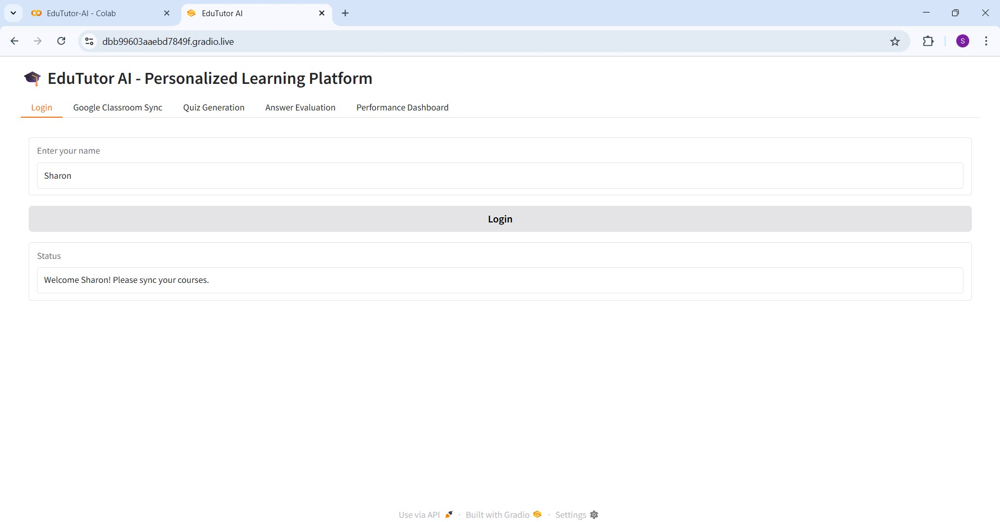 EduTutor-AI - Colab
EduTutor AI
dbb99603aaebd7849f.gradio.live
S
EduTutor AI - Personalized Learning Platform
Login Google Classroom Sync Quiz Generation Answer Evaluation Performance Dashboard
Enter your name
Sharon
Login
Status
Welcome Sharon! Please sync your courses.
Use via API · Built with Gradio · Settings